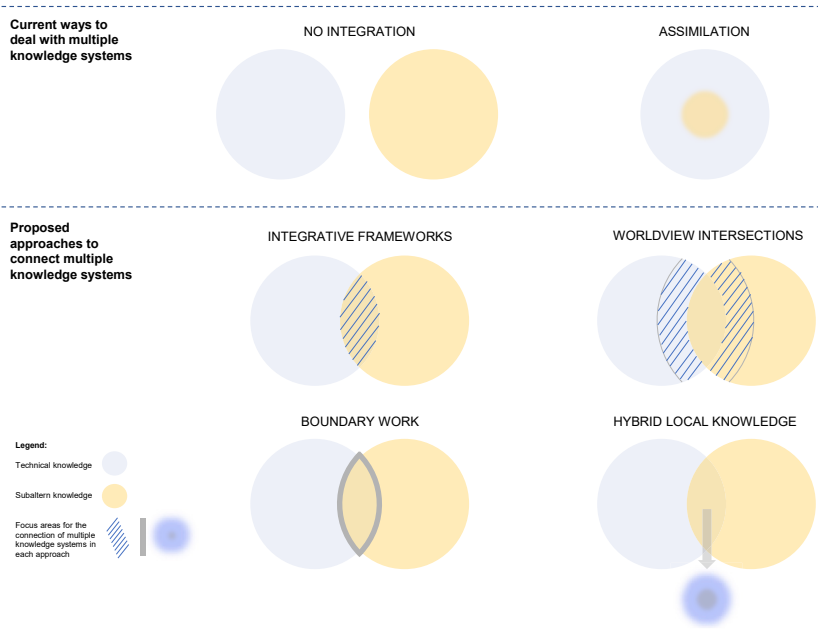 Current ways to
deal with multiple
knowledge systems
NO INTEGRATION
ASSIMILATION
Proposed
approaches to
connect multiple
knowledge systems
INTEGRATIVE FRAMEWORKS
WORLDVIEW INTERSECTIONS
BOUNDARY WORK
HYBRID LOCAL KNOWLEDGE
Legend:
Technical knowledge
Subaltern knowledge
Focus areas for the
connection of multiple
knowledge systems in
each approach